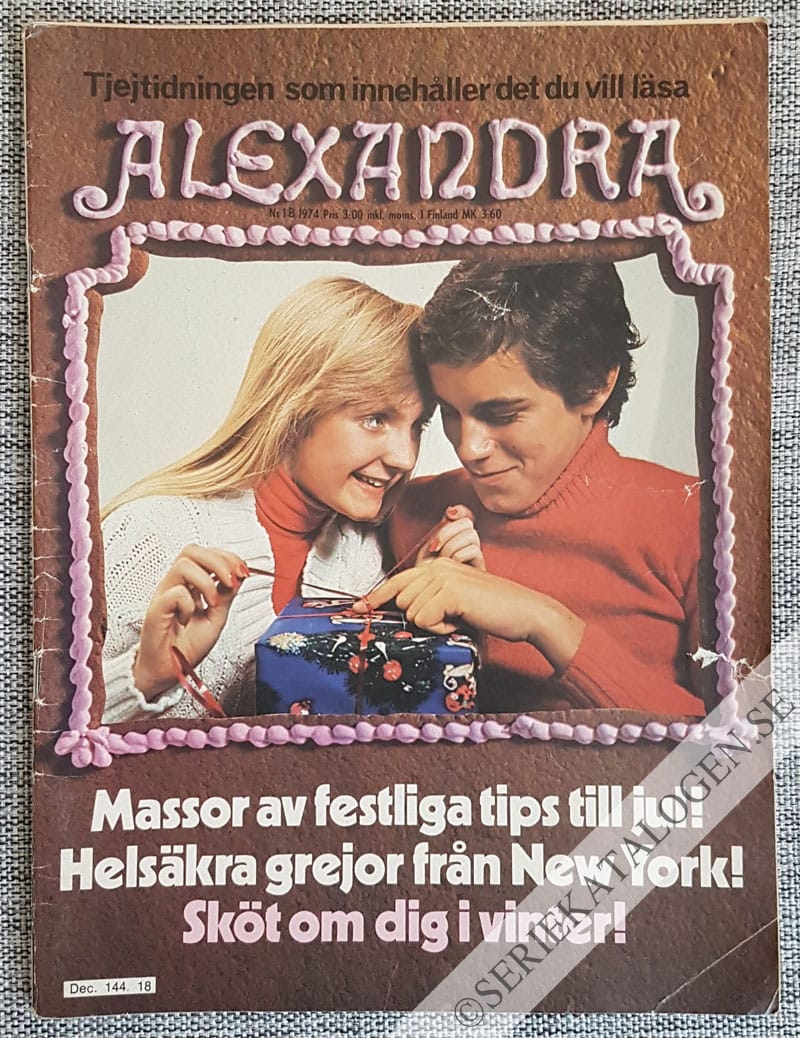 Tjejtidningen som innehåller det du vill läsa
ALEXANDRA
Nr 18 1974 Pris 3:00 inkl. moms. I Finland MK 3:60
Massor av festliga tips till jul!
Helsäkra grejor från New York!
Sköt om dig i vinter!
Dec. 144. 18
©SERIEKATALOGEN.SE